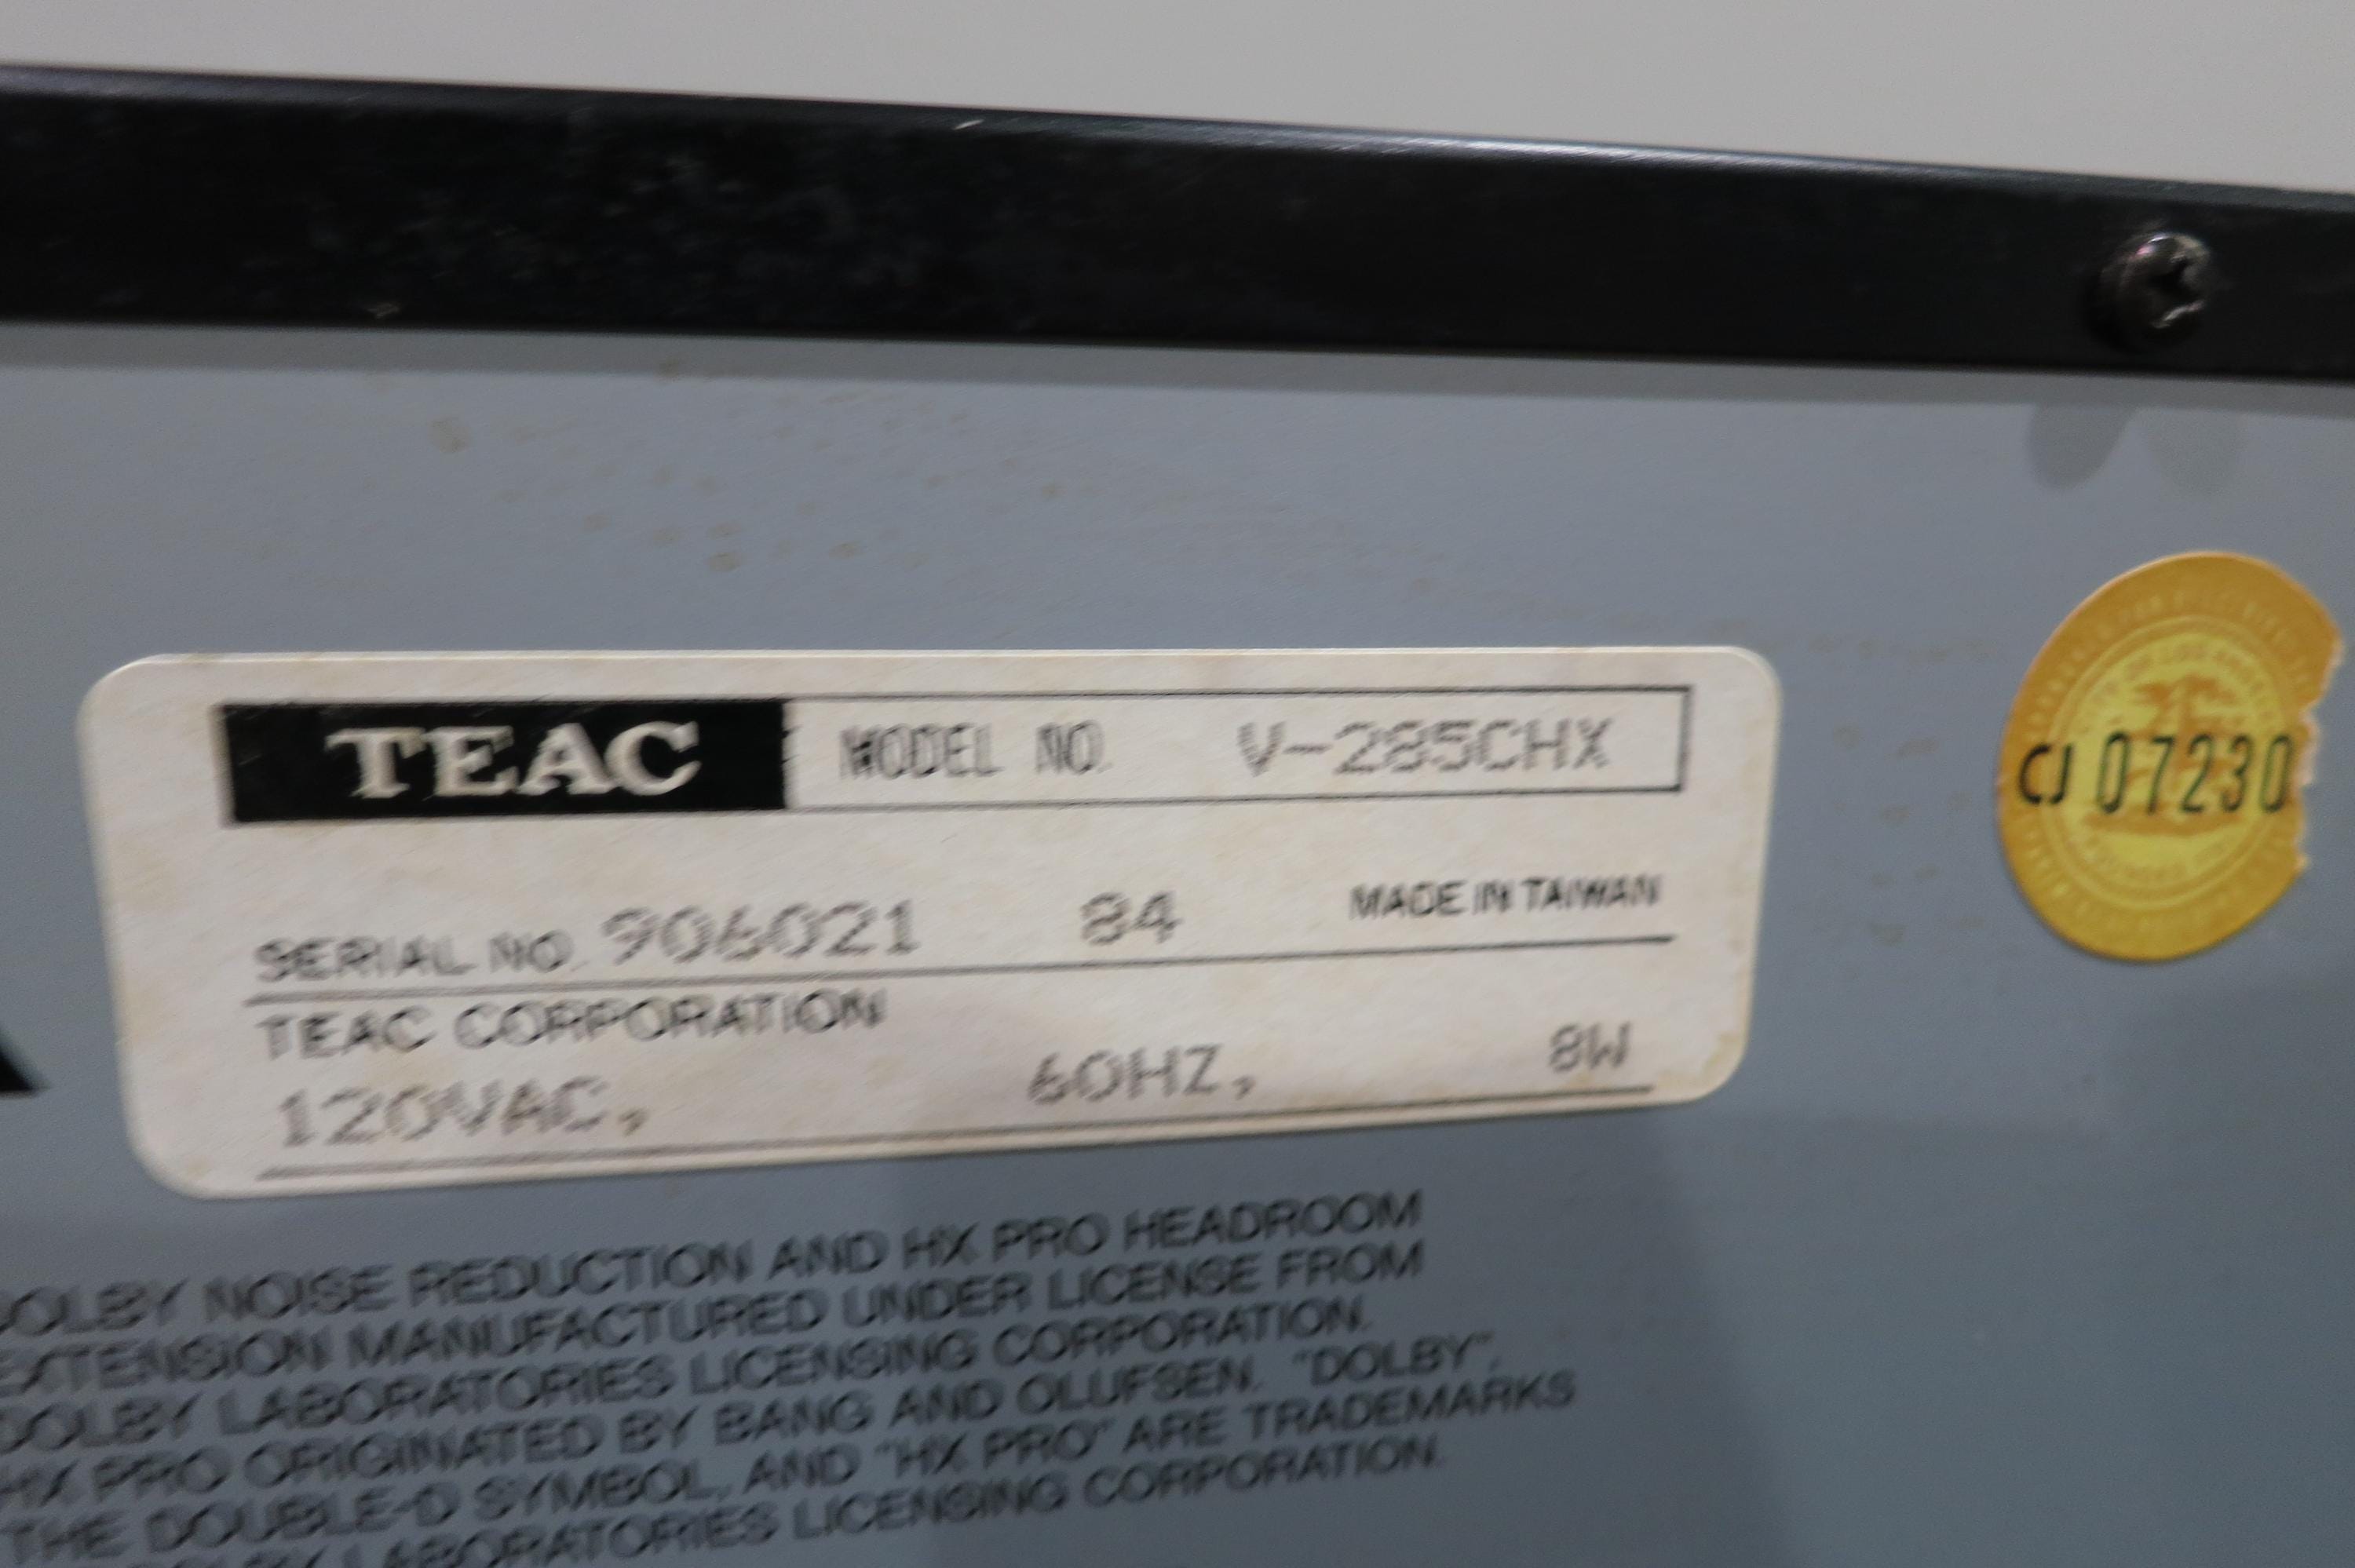 TEAC MODEL NO. V-285CHX
SERIAL NO. 906021 84 MADE IN TAIWAN
TEAC CORPORATION
120VAC, 60HZ, 8W
CJ 07230
DOLBY NOISE REDUCTION AND HX PRO HEADROOM
EXTENSION MANUFACTURED UNDER LICENSE FROM
DOLBY LABORATORIES LICENSING CORPORATION.
HX PRO ORIGINATED BY BANG AND OLUFSEN. "DOLBY",
THE DOUBLE-D SYMBOL, AND "HX PRO" ARE TRADEMARKS
DOLBY LABORATORIES LICENSING CORPORATION.